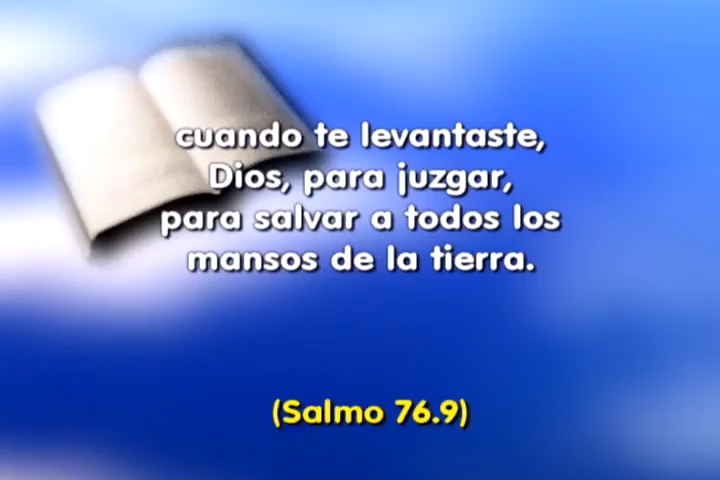 cuando te levantaste,
Dios, para juzgar,
para salvar a todos los
mansos de la tierra.
(Salmo 76.9)